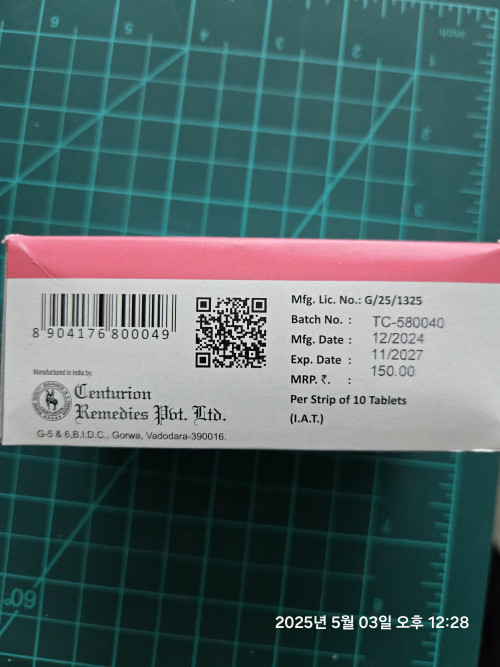 8 904176 800049
Manufactured in India by:
Centurion
Remedies Pvt. Ltd.
G-5 & 6,B.I.D.C., Gorwa, Vadodara-390016.
Mfg. Lic. No.: G/25/1325
Batch No. : TC-580040
Mfg. Date : 12/2024
Exp. Date : 11/2027
MRP. ₹. : 150.00
Per Strip of 10 Tablets
(I.A.T.)
2025년 5월 03일 오후 12:28